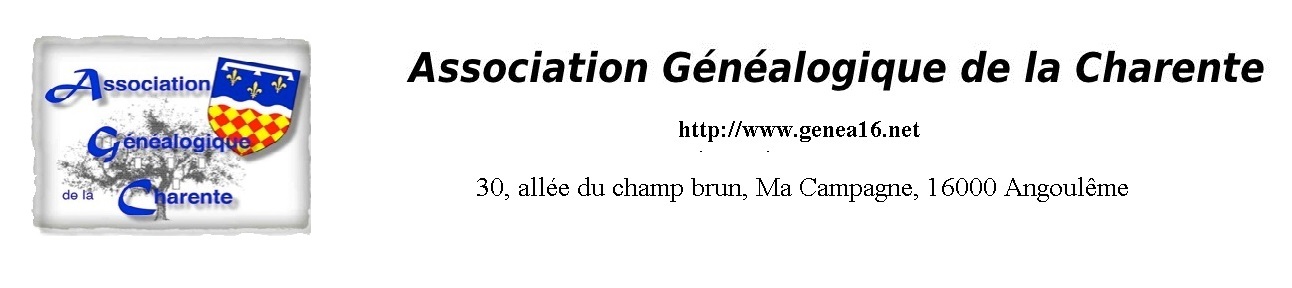 Association
Généalogique
de la Charente
Association Généalogique de la Charente
http://www.genea16.net
30, allée du champ brun, Ma Campagne, 16000 Angoulême